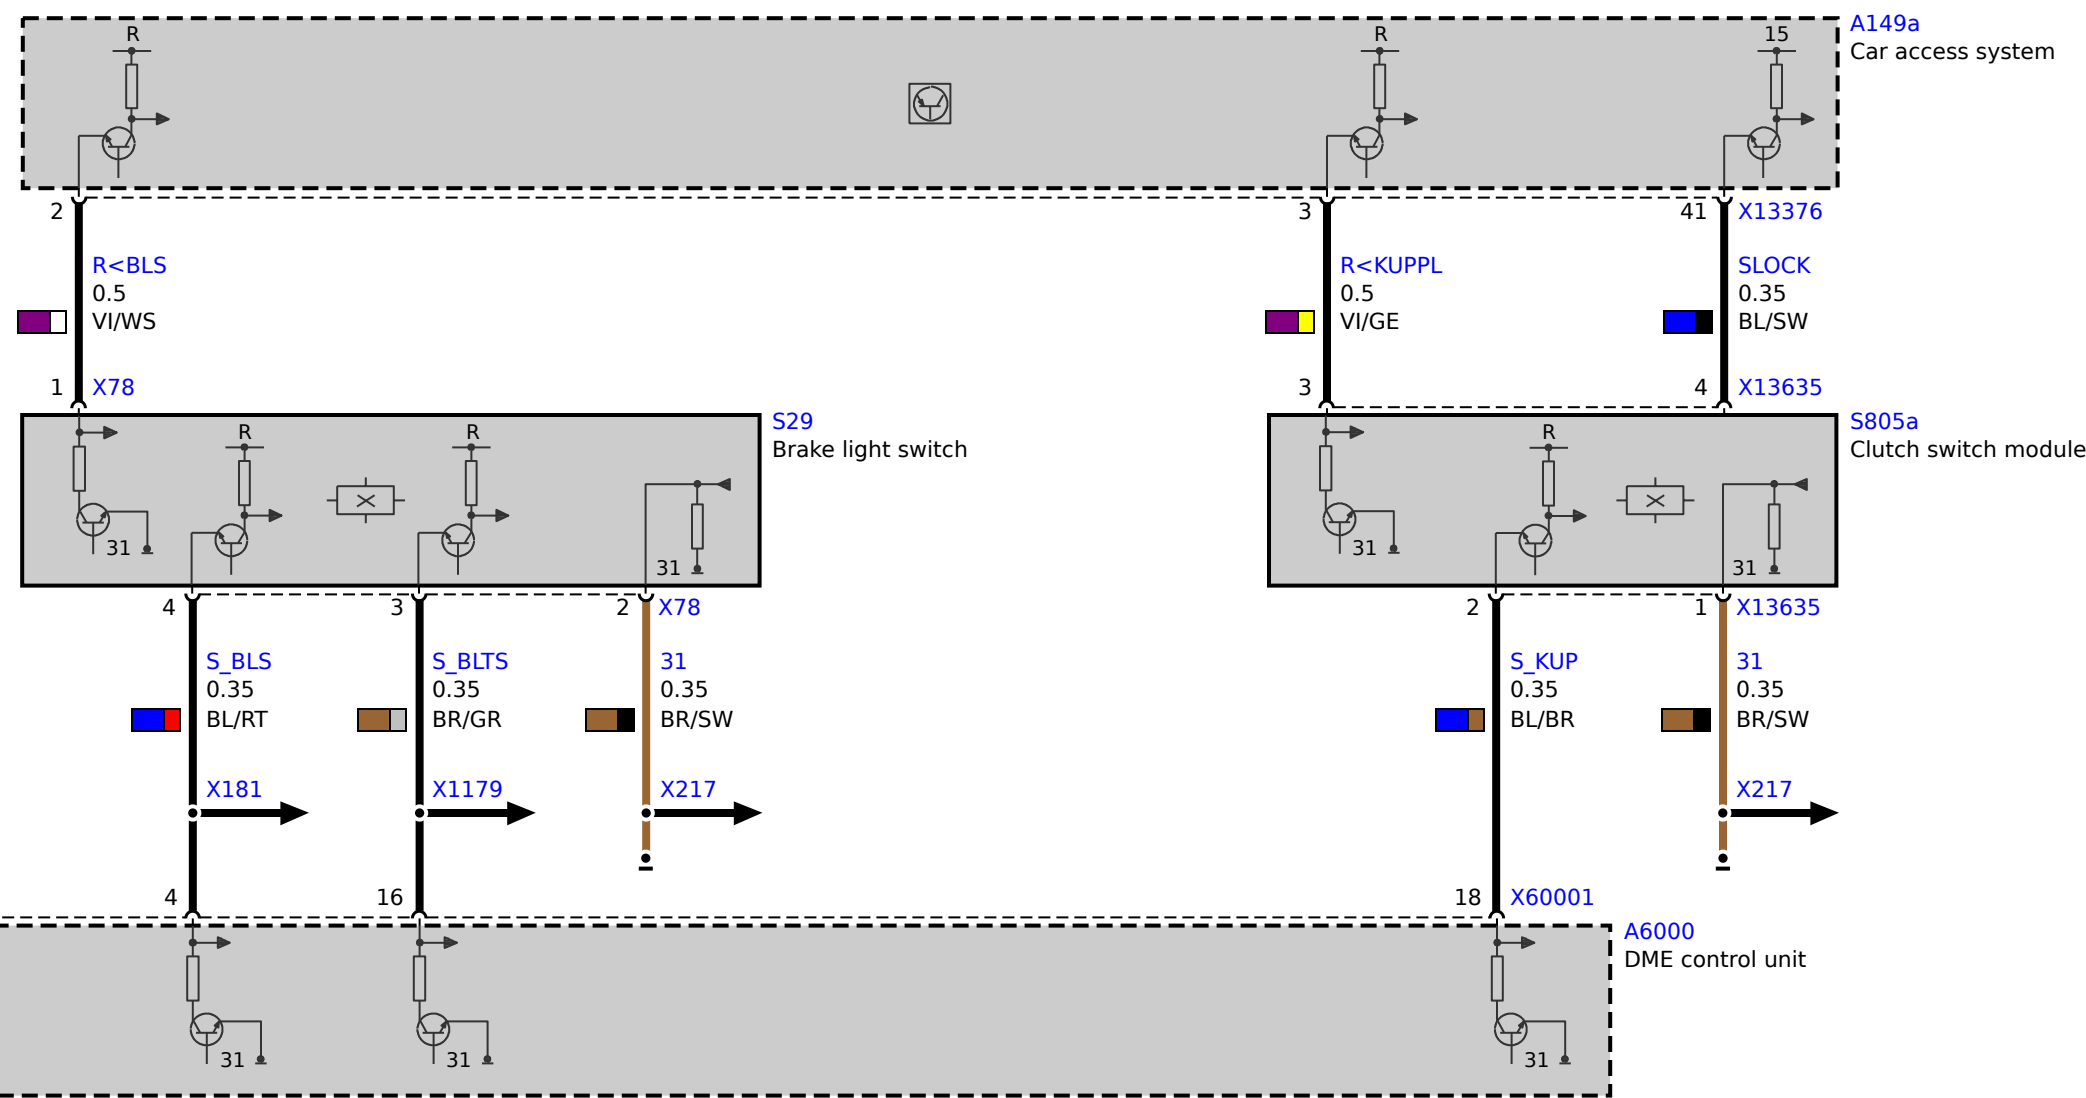 R
R
15
A149a
Car access system
2
3
41
X13376
R<BLS
0.5
VI/WS
R<KUPPL
0.5
VI/GE
SLOCK
0.35
BL/SW
1
X78
3
4
X13635
S29
Brake light switch
S805a
Clutch switch module
R
R
31
31
R
31
31
4
3
2
X78
2
1
X13635
S_BLS
0.35
BL/RT
S_BLTS
0.35
BR/GR
31
0.35
BR/SW
S_KUP
0.35
BL/BR
31
0.35
BR/SW
X181
X1179
X217
X217
4
16
18
X60001
A6000
DME control unit
31
31
31